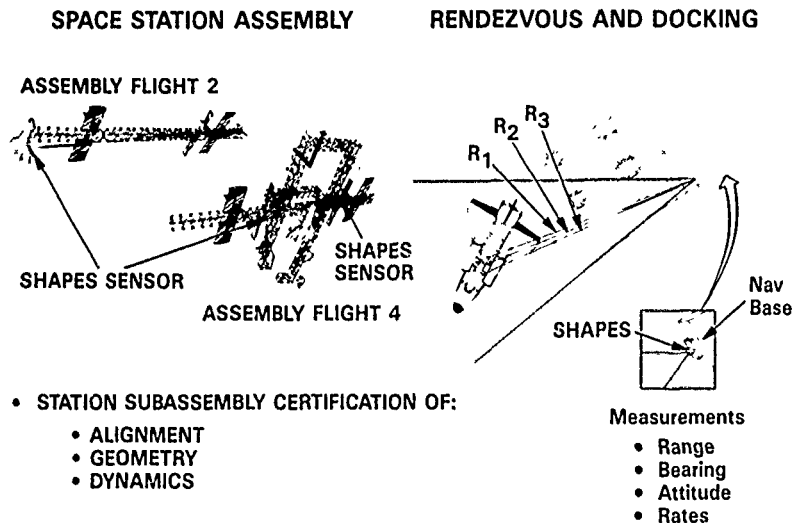 SPACE STATION ASSEMBLY
ASSEMBLY FLIGHT 2
SHAPES SENSOR
SHAPES
SENSOR
ASSEMBLY FLIGHT 4
• STATION SUBASSEMBLY CERTIFICATION OF:
• ALIGNMENT
• GEOMETRY
• DYNAMICS
RENDEZVOUS AND DOCKING
R1
R2
R3
Nav
Base
SHAPES
Measurements
• Range
• Bearing
• Attitude
• Rates